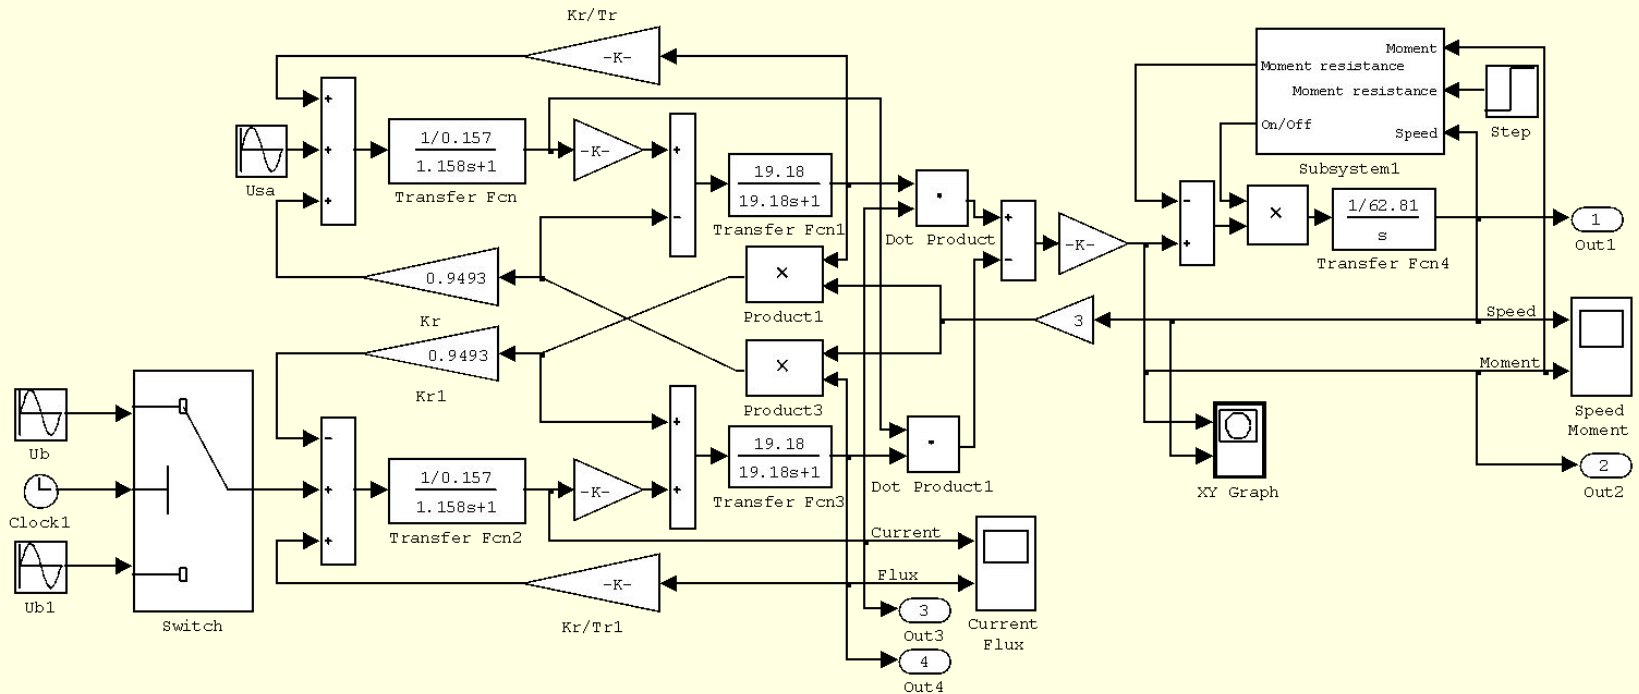 Kr/Tr
-K-
Moment
Moment resistance
Moment resistance
On/Off
Speed
Subsystem1
Step
+
+
+
Usa
1/0.157
1.158s+1
Transfer Fcn
-K-
+
-
19.18
19.18s+1
Transfer Fcn1
.
Dot Product
+
-
-K-
-
+
×
1/62.81
s
Transfer Fcn4
1
Out1
0.9493
Kr
×
Product1
3
Speed
Moment
Speed
Moment
0.9493
Kr1
×
Product3
Ub
Clock1
Ub1
Switch
-
+
+
1/0.157
1.158s+1
Transfer Fcn2
-K-
+
+
19.18
19.18s+1
Transfer Fcn3
.
Dot Product1
XY Graph
2
Out2
Current
Flux
Current
Flux
-K-
Kr/Tr1
3
Out3
4
Out4